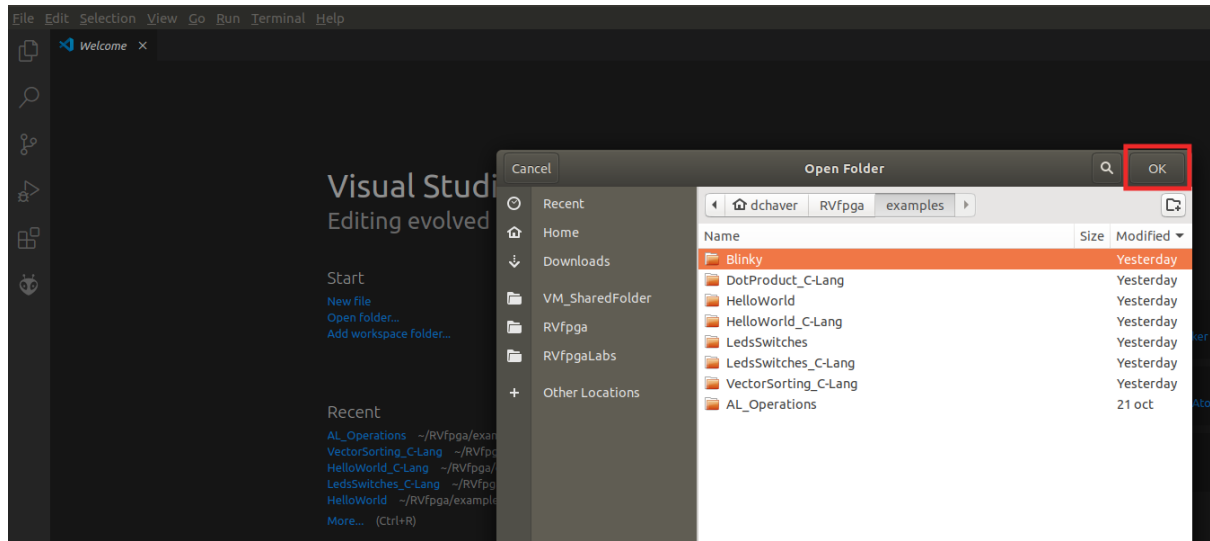 File Edit Selection View Go Run Terminal Help
Welcome
Visual Studi
Editing evolved
Start
New file
Open folder...
Add workspace folder...
Recent
AL_Operations ~/RVfpga/exam
VectorSorting_C-Lang ~/RVfpg
HelloWorld_C-Lang ~/RVfpga/
LedsSwitches_C-Lang ~/RVfpg
HelloWorld ~/RVfpga/example
More... (Ctrl+R)
Cancel Open Folder OK
Recent
Home
Downloads
VM_SharedFolder
RVfpga
RVfpgaLabs
+ Other Locations
dchaver RVfpga examples
Name Size Modified
Blinky Yesterday
DotProduct_C-Lang Yesterday
HelloWorld Yesterday
HelloWorld_C-Lang Yesterday
LedsSwitches Yesterday
LedsSwitches_C-Lang Yesterday
VectorSorting_C-Lang Yesterday
AL_Operations 21 oct
ker
Ato